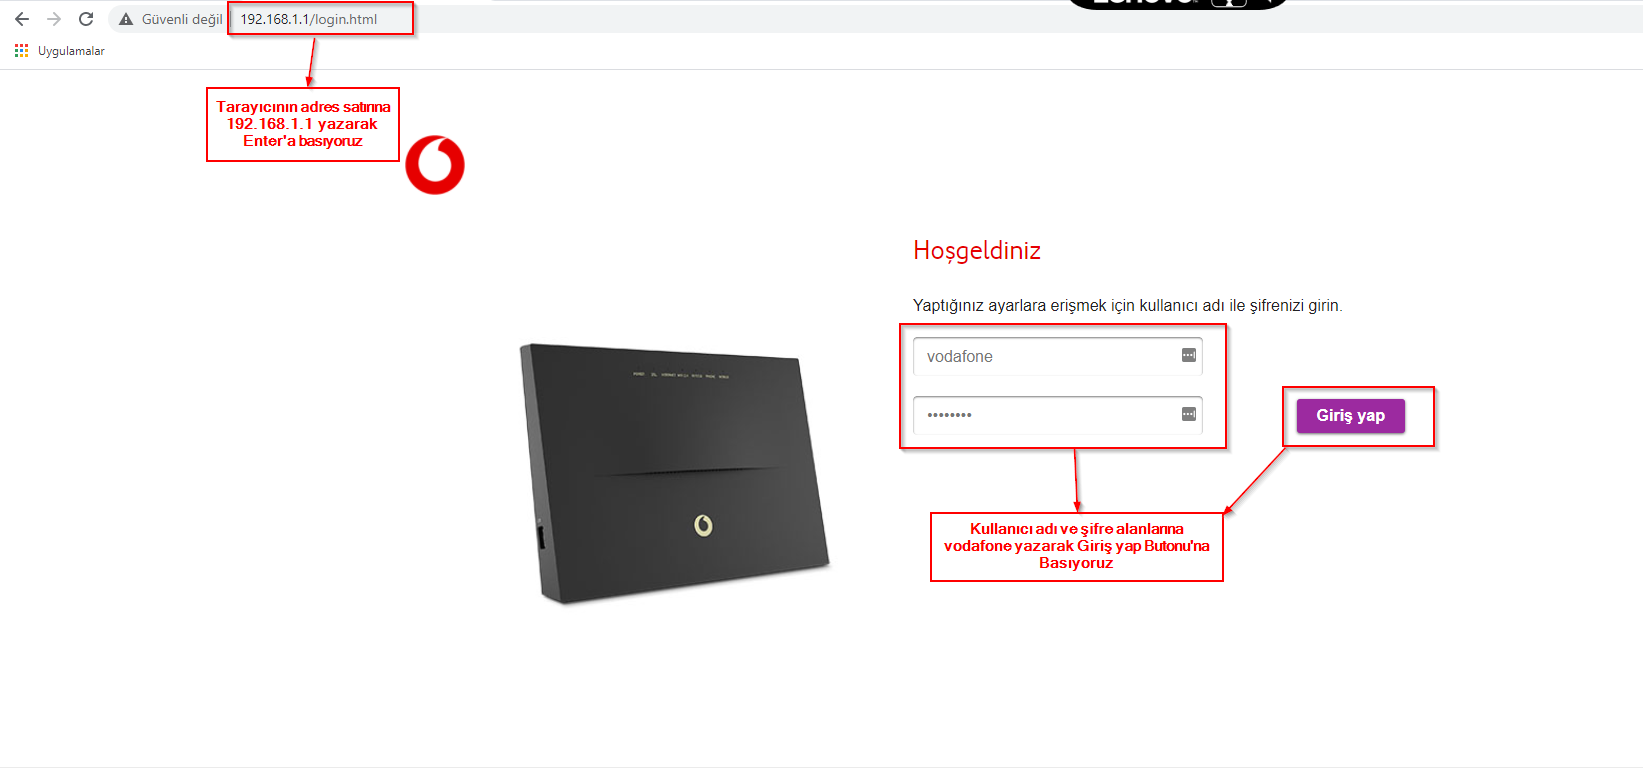 Lenovo
Güvenli değil
192.168.1.1/login.html
Uygulamalar
Tarayıcının adres satırına
192.168.1.1 yazarak
Enter'a basıyoruz
Hoşgeldiniz
Yaptığınız ayarlara erişmek için kullanıcı adı ile şifrenizi girin.
vodafone
••••••••
Giriş yap
Kullanıcı adı ve şifre alanlarına
vodafone yazarak Giriş yap Butonu'na
Basıyoruz